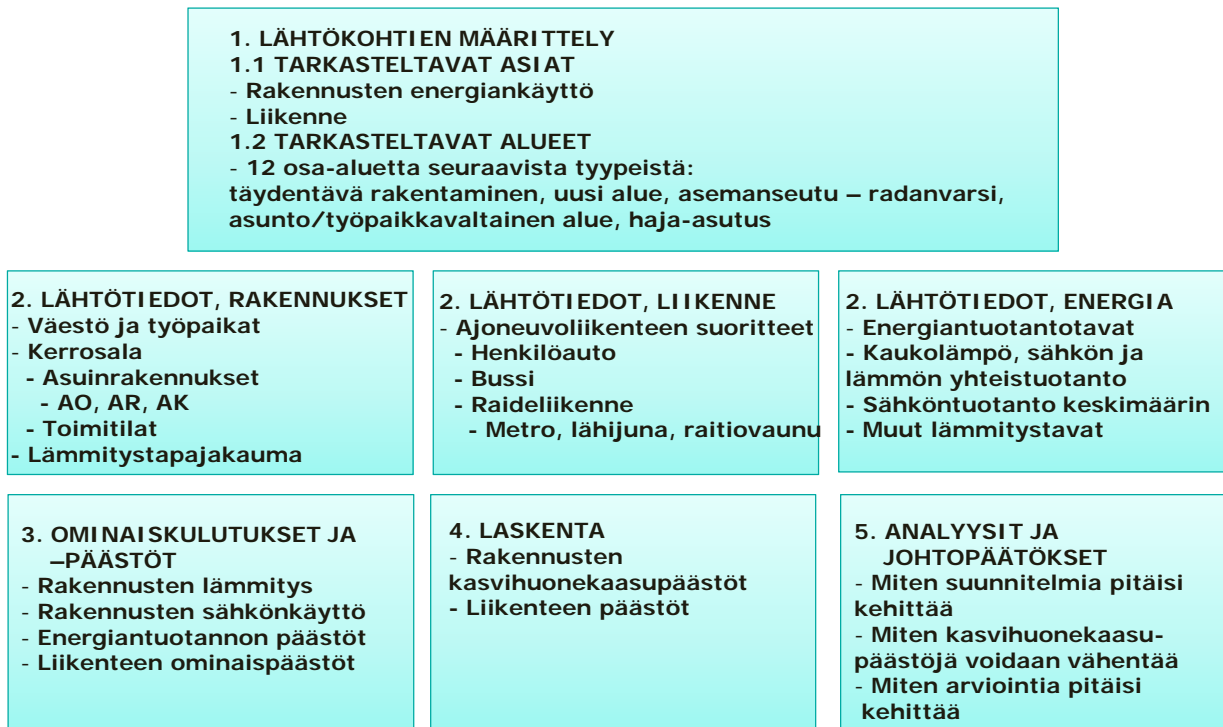 1. LÄHTÖKOHTIEN MÄÄRITTELY
1.1 TARKASTELTAVAT ASIAT
- Rakennusten energiankäyttö
- Liikenne
1.2 TARKASTELTAVAT ALUEET
- 12 osa-aluetta seuraavista tyypeistä:
täydentävä rakentaminen, uusi alue, asemanseutu – radanvarsi,
asunto/työpaikkavaltainen alue, haja-asutus
2. LÄHTÖTIEDOT, RAKENNUKSET
- Väestö ja työpaikat
- Kerrosala
- Asuinrakennukset
- AO, AR, AK
- Toimitilat
- Lämmitystapajakauma
2. LÄHTÖTIEDOT, LIIKENNE
- Ajoneuvoliikenteen suoritteet
- Henkilöauto
- Bussi
- Raideliikenne
- Metro, lähijuna, raitiovaunu
2. LÄHTÖTIEDOT, ENERGIA
- Energiantuotantotavat
- Kaukolämpö, sähkön ja
lämmön yhteistuotanto
- Sähköntuotanto keskimäärin
- Muut lämmitystavat
3. OMINAISKULUTUKSET JA
–PÄÄSTÖT
- Rakennusten lämmitys
- Rakennusten sähkönkäyttö
- Energiantuotannon päästöt
- Liikenteen ominaispäästöt
4. LASKENTA
- Rakennusten
kasvihuonekaasupäästöt
- Liikenteen päästöt
5. ANALYYSIT JA
JOHTOPÄÄTÖKSET
- Miten suunnitelmia pitäisi
kehittää
- Miten kasvihuonekaasu-
päästöjä voidaan vähentää
- Miten arviointia pitäisi
kehittää